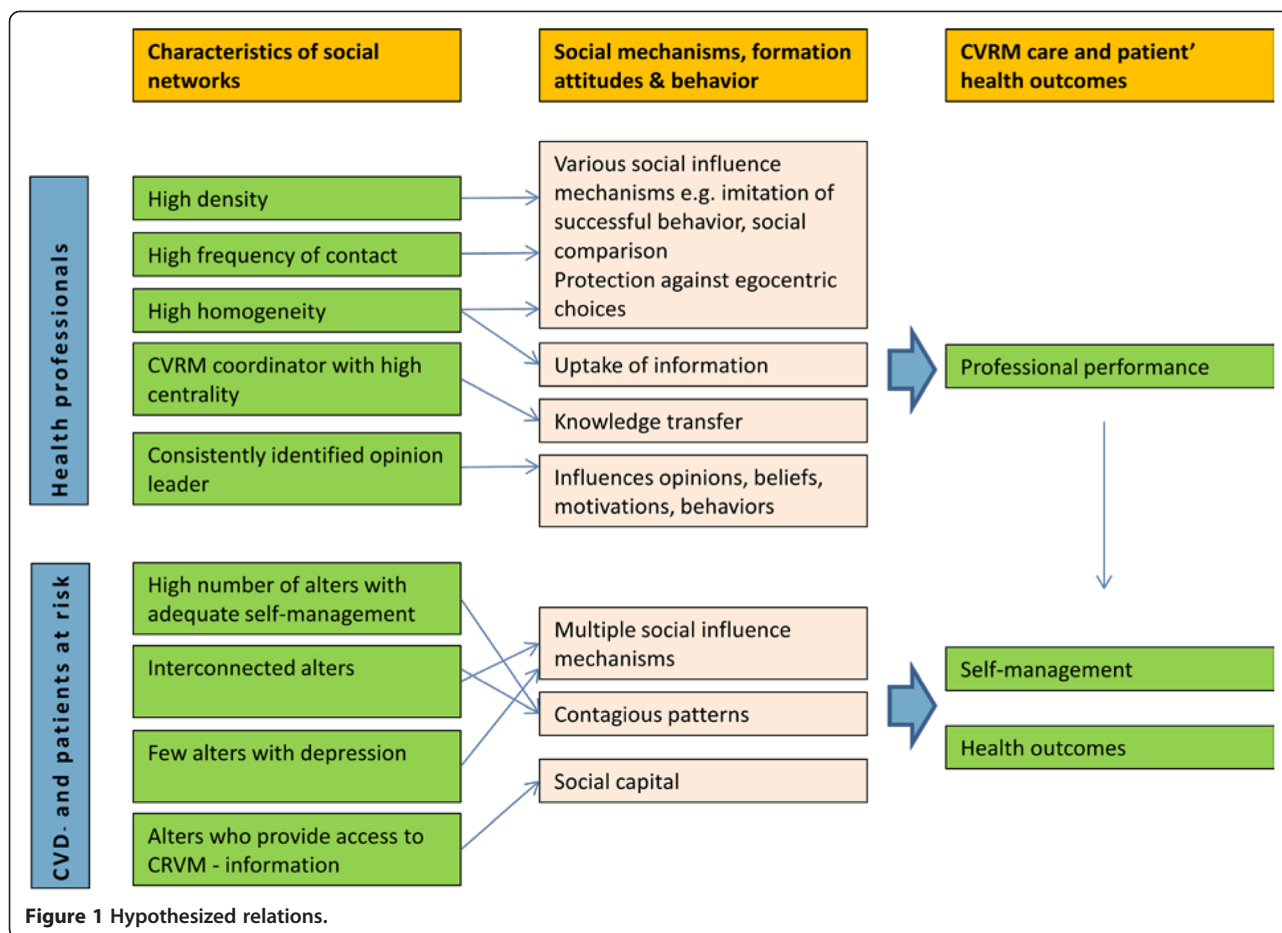 Characteristics of social
networks
Social mechanisms, formation
attitudes & behavior
CVRM care and patient'
health outcomes
Health professionals
High density
High frequency of contact
High homogeneity
CVRM coordinator with high
centrality
Consistently identified opinion
leader
Various social influence
mechanisms e.g. imitation of
successful behavior, social
comparison
Protection against egocentric
choices
Uptake of information
Knowledge transfer
Influences opinions, beliefs,
motivations, behaviors
Professional performance
CVD- and patients at risk
High number of alters with
adequate self-management
Interconnected alters
Few alters with depression
Alters who provide access to
CRVM - information
Multiple social influence
mechanisms
Contagious patterns
Social capital
Self-management
Health outcomes
Figure 1 Hypothesized relations.